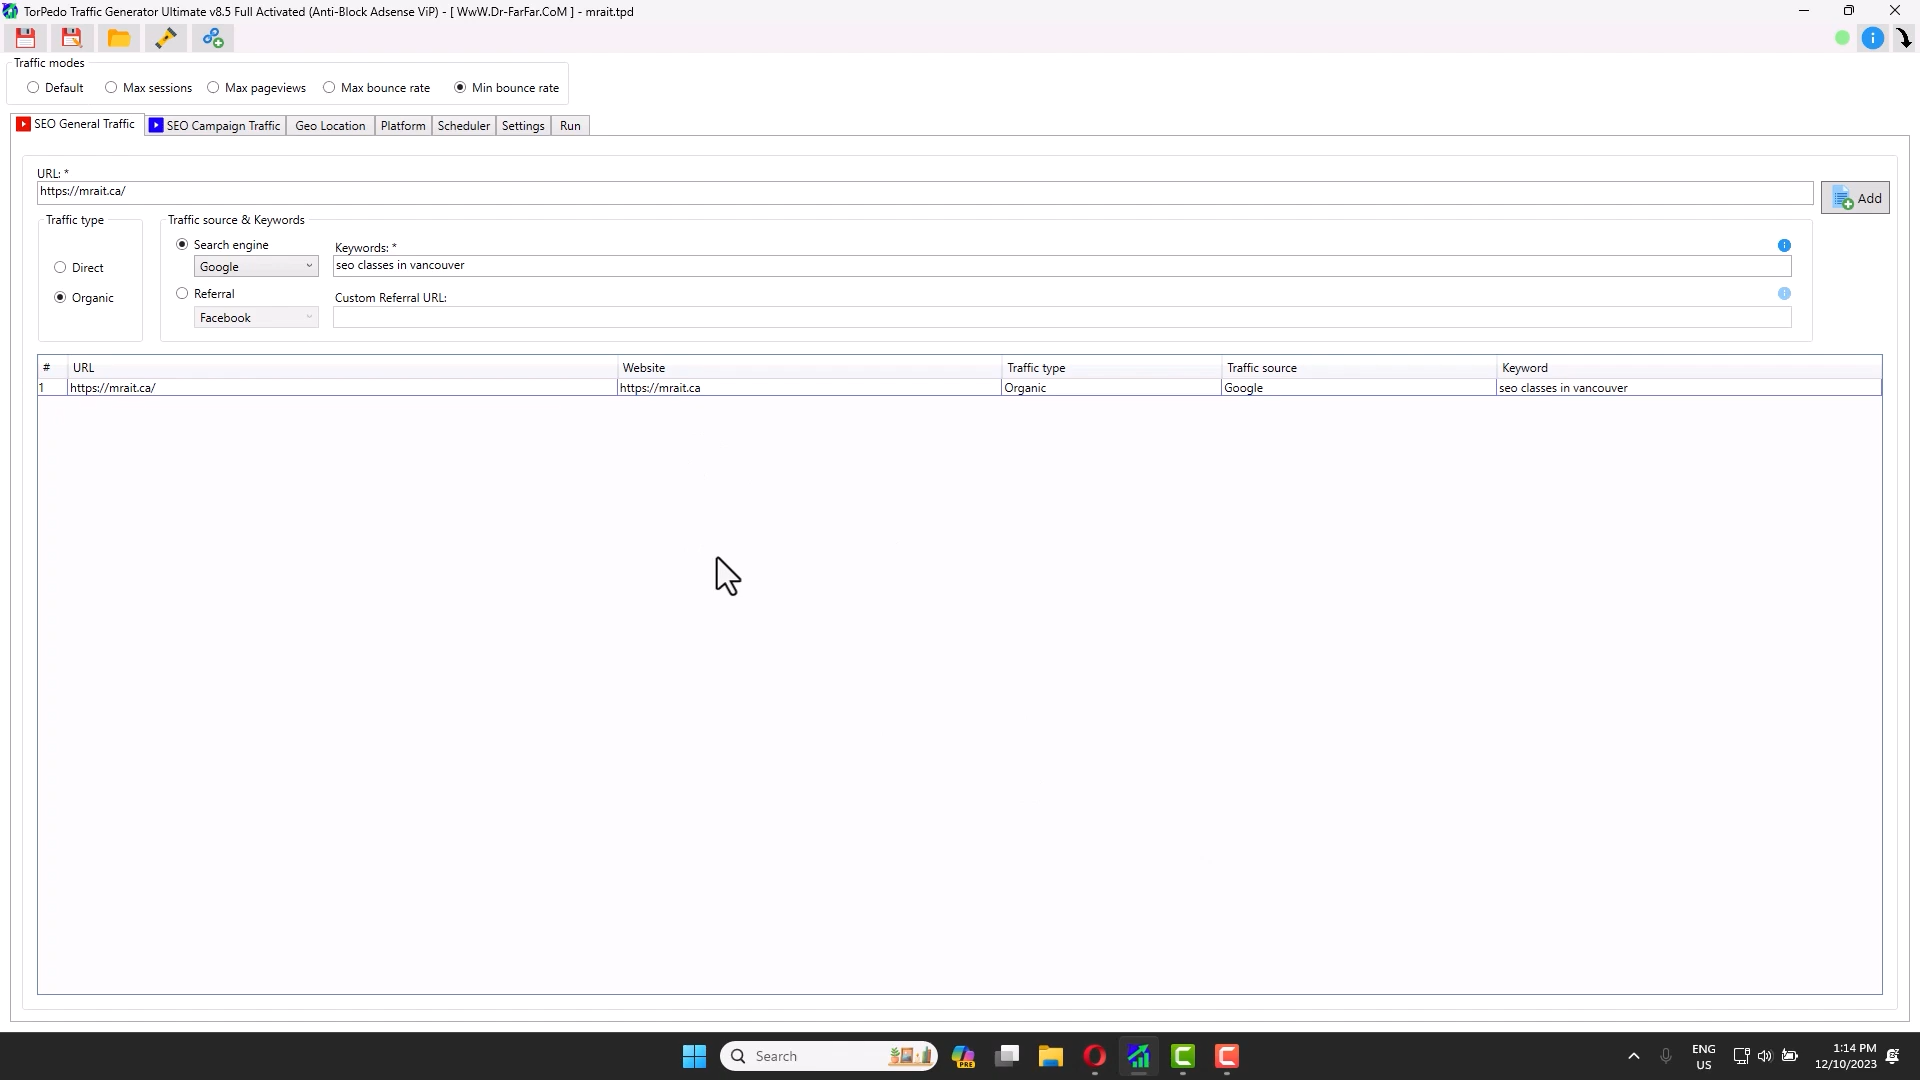 TorPedo Traffic Generator Ultimate v8.5 Full Activated (Anti-Block Adsense ViP) - [ WwW.Dr-FarFar.CoM ] - mrait.tpd
Traffic modes
Default Max sessions Max pageviews Max bounce rate Min bounce rate
SEO General Traffic SEO Campaign Traffic Geo Location Platform Scheduler Settings Run
URL: *
https://mrait.ca/
Add
Traffic type
Direct
Organic
Traffic source & Keywords
Search engine
Google
Keywords: *
seo classes in vancouver
Referral
Facebook
Custom Referral URL:
# URL Website Traffic type Traffic source Keyword
1 https://mrait.ca/ https://mrait.ca Organic Google seo classes in vancouver
Search
PRE
ENG
US
1:14 PM
12/10/2023